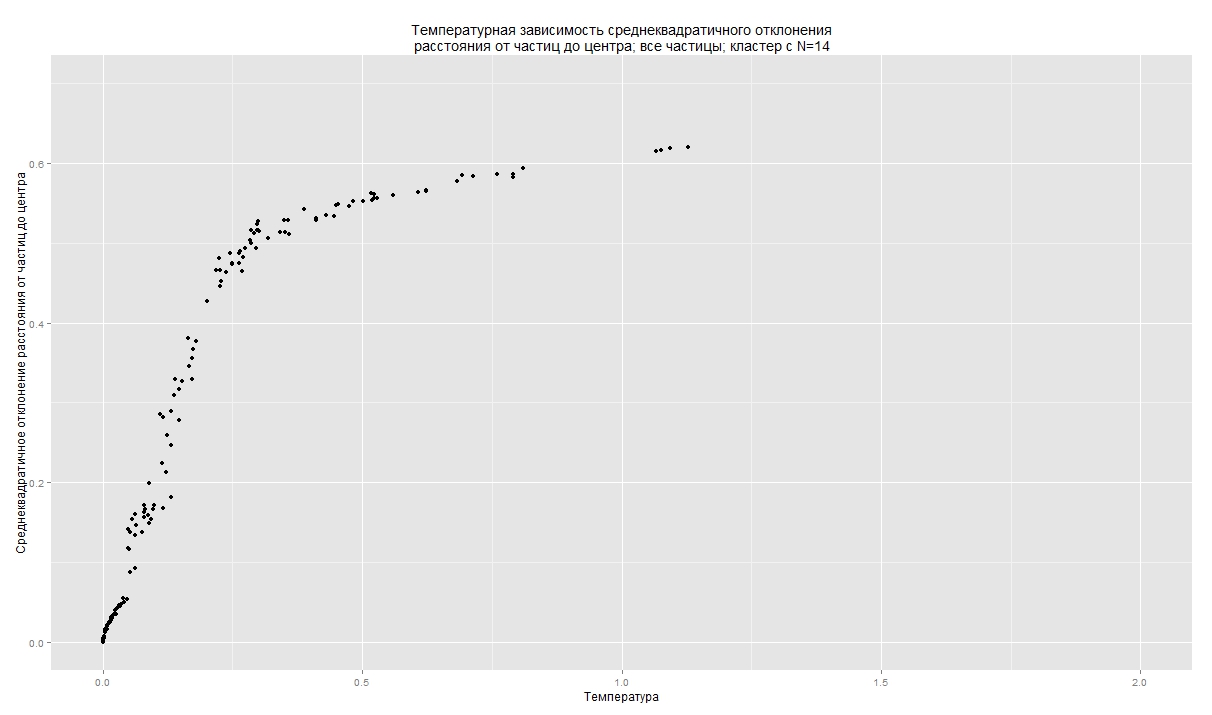 Температурная зависимость среднеквадратичного отклонения
расстояния от частиц до центра; все частицы; кластер с N=14
Среднеквадратичное отклонение расстояния от частиц до центра
0.6
0.4
0.2
0.0
0.0
0.5
1.0
1.5
2.0
Температура